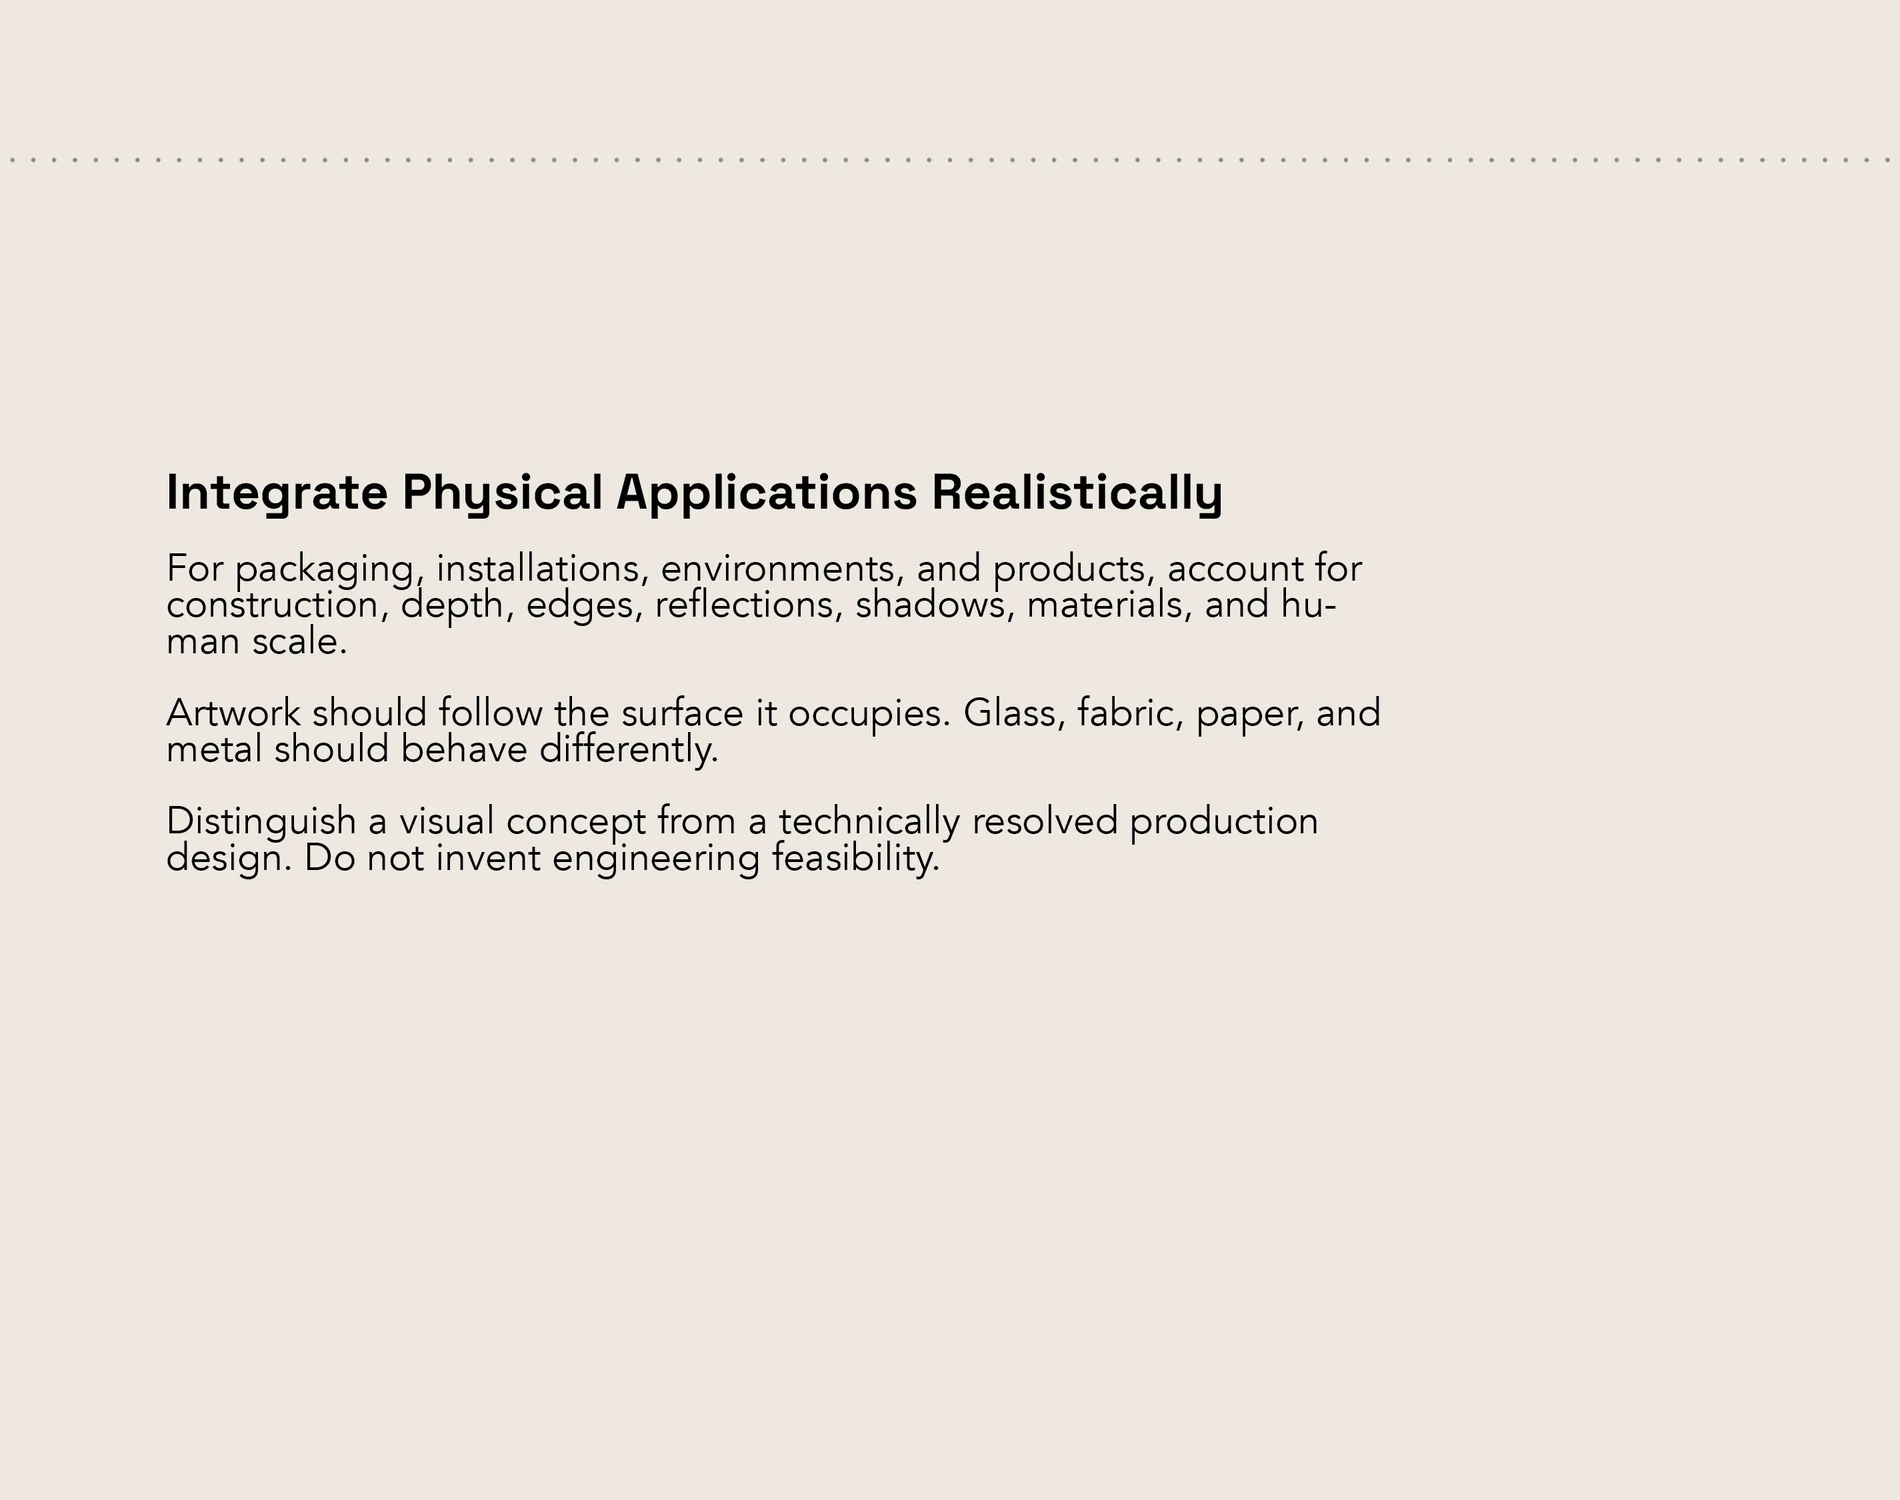 Integrate Physical Applications Realistically
For packaging, installations, environments, and products, account for
construction, depth, edges, reflections, shadows, materials, and hu-
man scale.
Artwork should follow the surface it occupies. Glass, fabric, paper, and
metal should behave differently.
Distinguish a visual concept from a technically resolved production
design. Do not invent engineering feasibility.